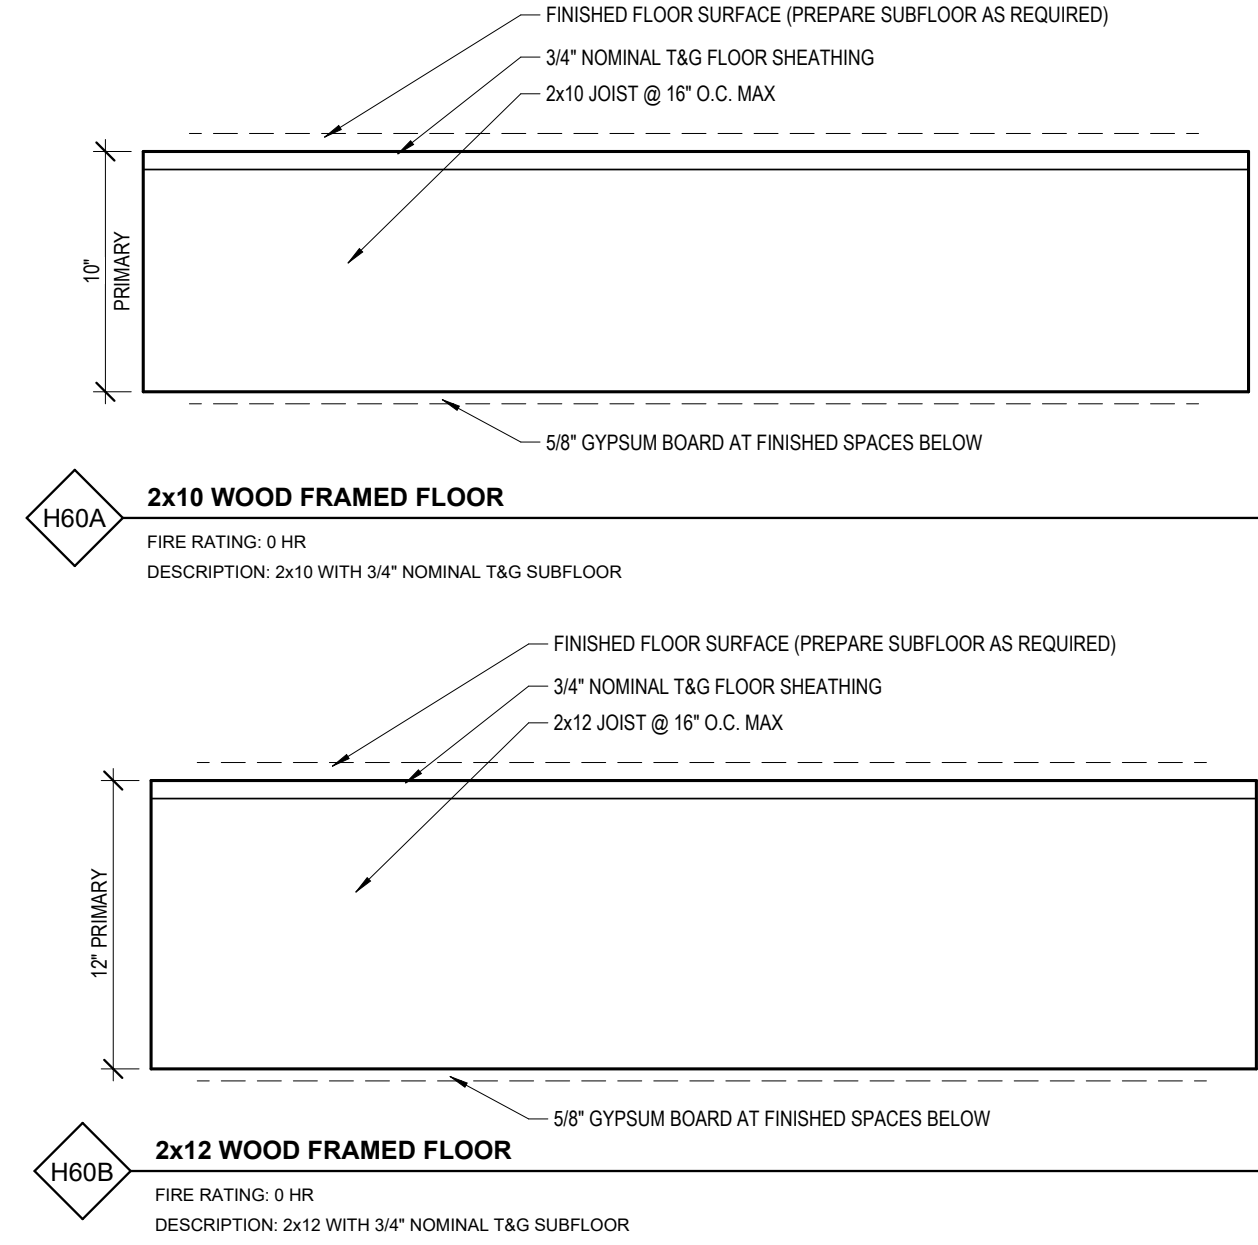 FINISHED FLOOR SURFACE (PREPARE SUBFLOOR AS REQUIRED)
3/4" NOMINAL T&G FLOOR SHEATHING
2x10 JOIST @ 16" O.C. MAX
10"
PRIMARY
5/8" GYPSUM BOARD AT FINISHED SPACES BELOW
H60A
2x10 WOOD FRAMED FLOOR
FIRE RATING: 0 HR
DESCRIPTION: 2x10 WITH 3/4" NOMINAL T&G SUBFLOOR
FINISHED FLOOR SURFACE (PREPARE SUBFLOOR AS REQUIRED)
3/4" NOMINAL T&G FLOOR SHEATHING
2x12 JOIST @ 16" O.C. MAX
12" PRIMARY
5/8" GYPSUM BOARD AT FINISHED SPACES BELOW
H60B
2x12 WOOD FRAMED FLOOR
FIRE RATING: 0 HR
DESCRIPTION: 2x12 WITH 3/4" NOMINAL T&G SUBFLOOR